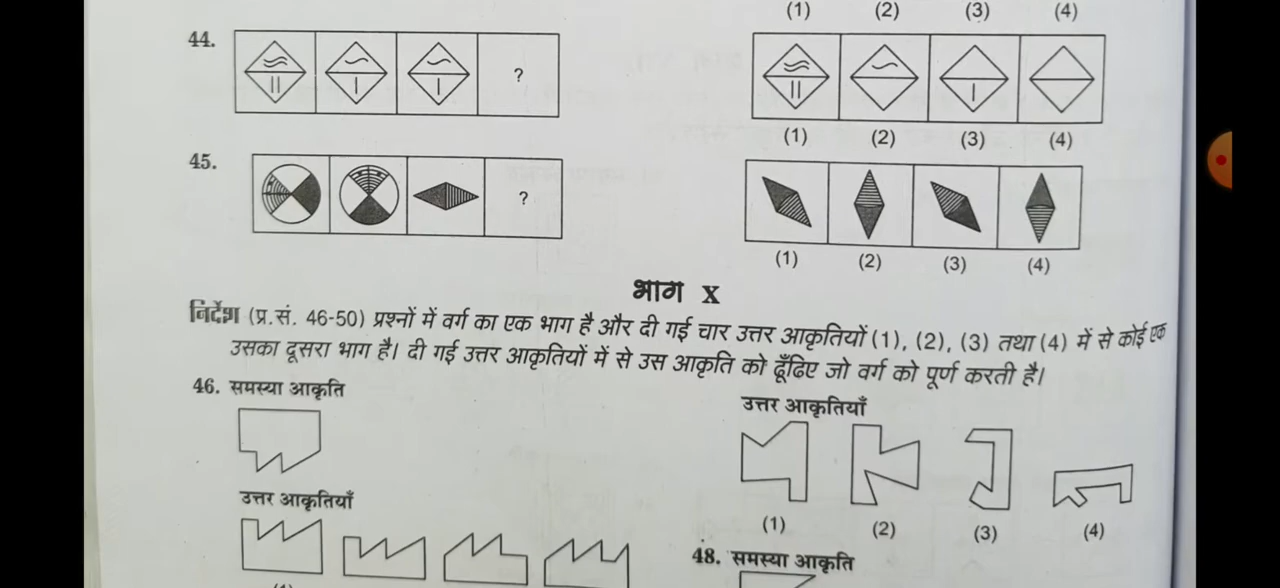 (1) (2) (3) (4)
44.
?
(1) (2) (3) (4)
45.
?
(1) (2) (3) (4)
भाग X
निर्देश (प्र.सं. 46-50) प्रश्नों में वर्ग का एक भाग है और दी गई चार उत्तर आकृतियों (1), (2), (3) तथा (4) में से कोई एक
उसका दूसरा भाग है। दी गई उत्तर आकृतियों में से उस आकृति को ढूँढिए जो वर्ग को पूर्ण करती है।
46. समस्या आकृति
उत्तर आकृतियाँ
उत्तर आकृतियाँ
(1) (2) (3) (4)
48. समस्या आकृति